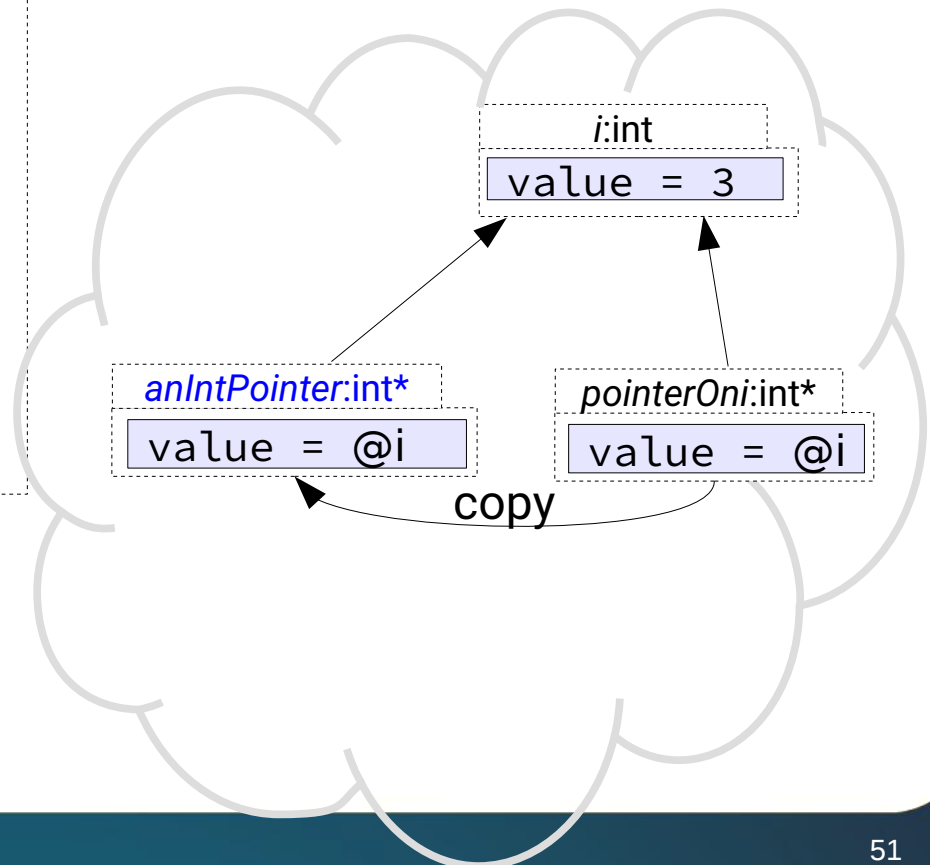 i:int
value = 3
anIntPointer:int*
pointerOni:int*
value = @i
value = @i
copy
51